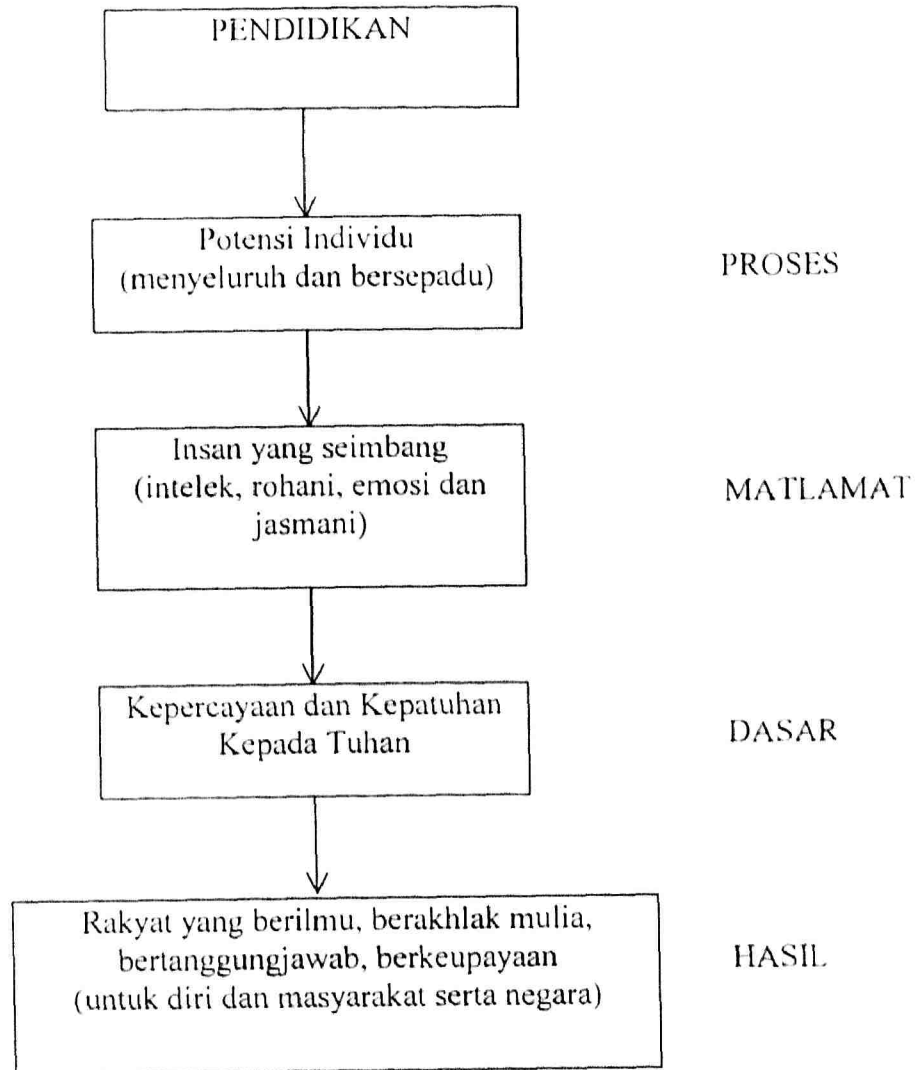 PENDIDIKAN
Potensi Individu
(menyeluruh dan bersepadu)
PROSES
Insan yang seimbang
(intelek, rohani, emosi dan
jasmani)
MATLAMAT
Kepercayaan dan Kepatuhan
Kepada Tuhan
DASAR
Rakyat yang berilmu, berakhlak mulia,
bertanggungjawab, berkeupayaan
(untuk diri dan masyarakat serta negara)
HASIL